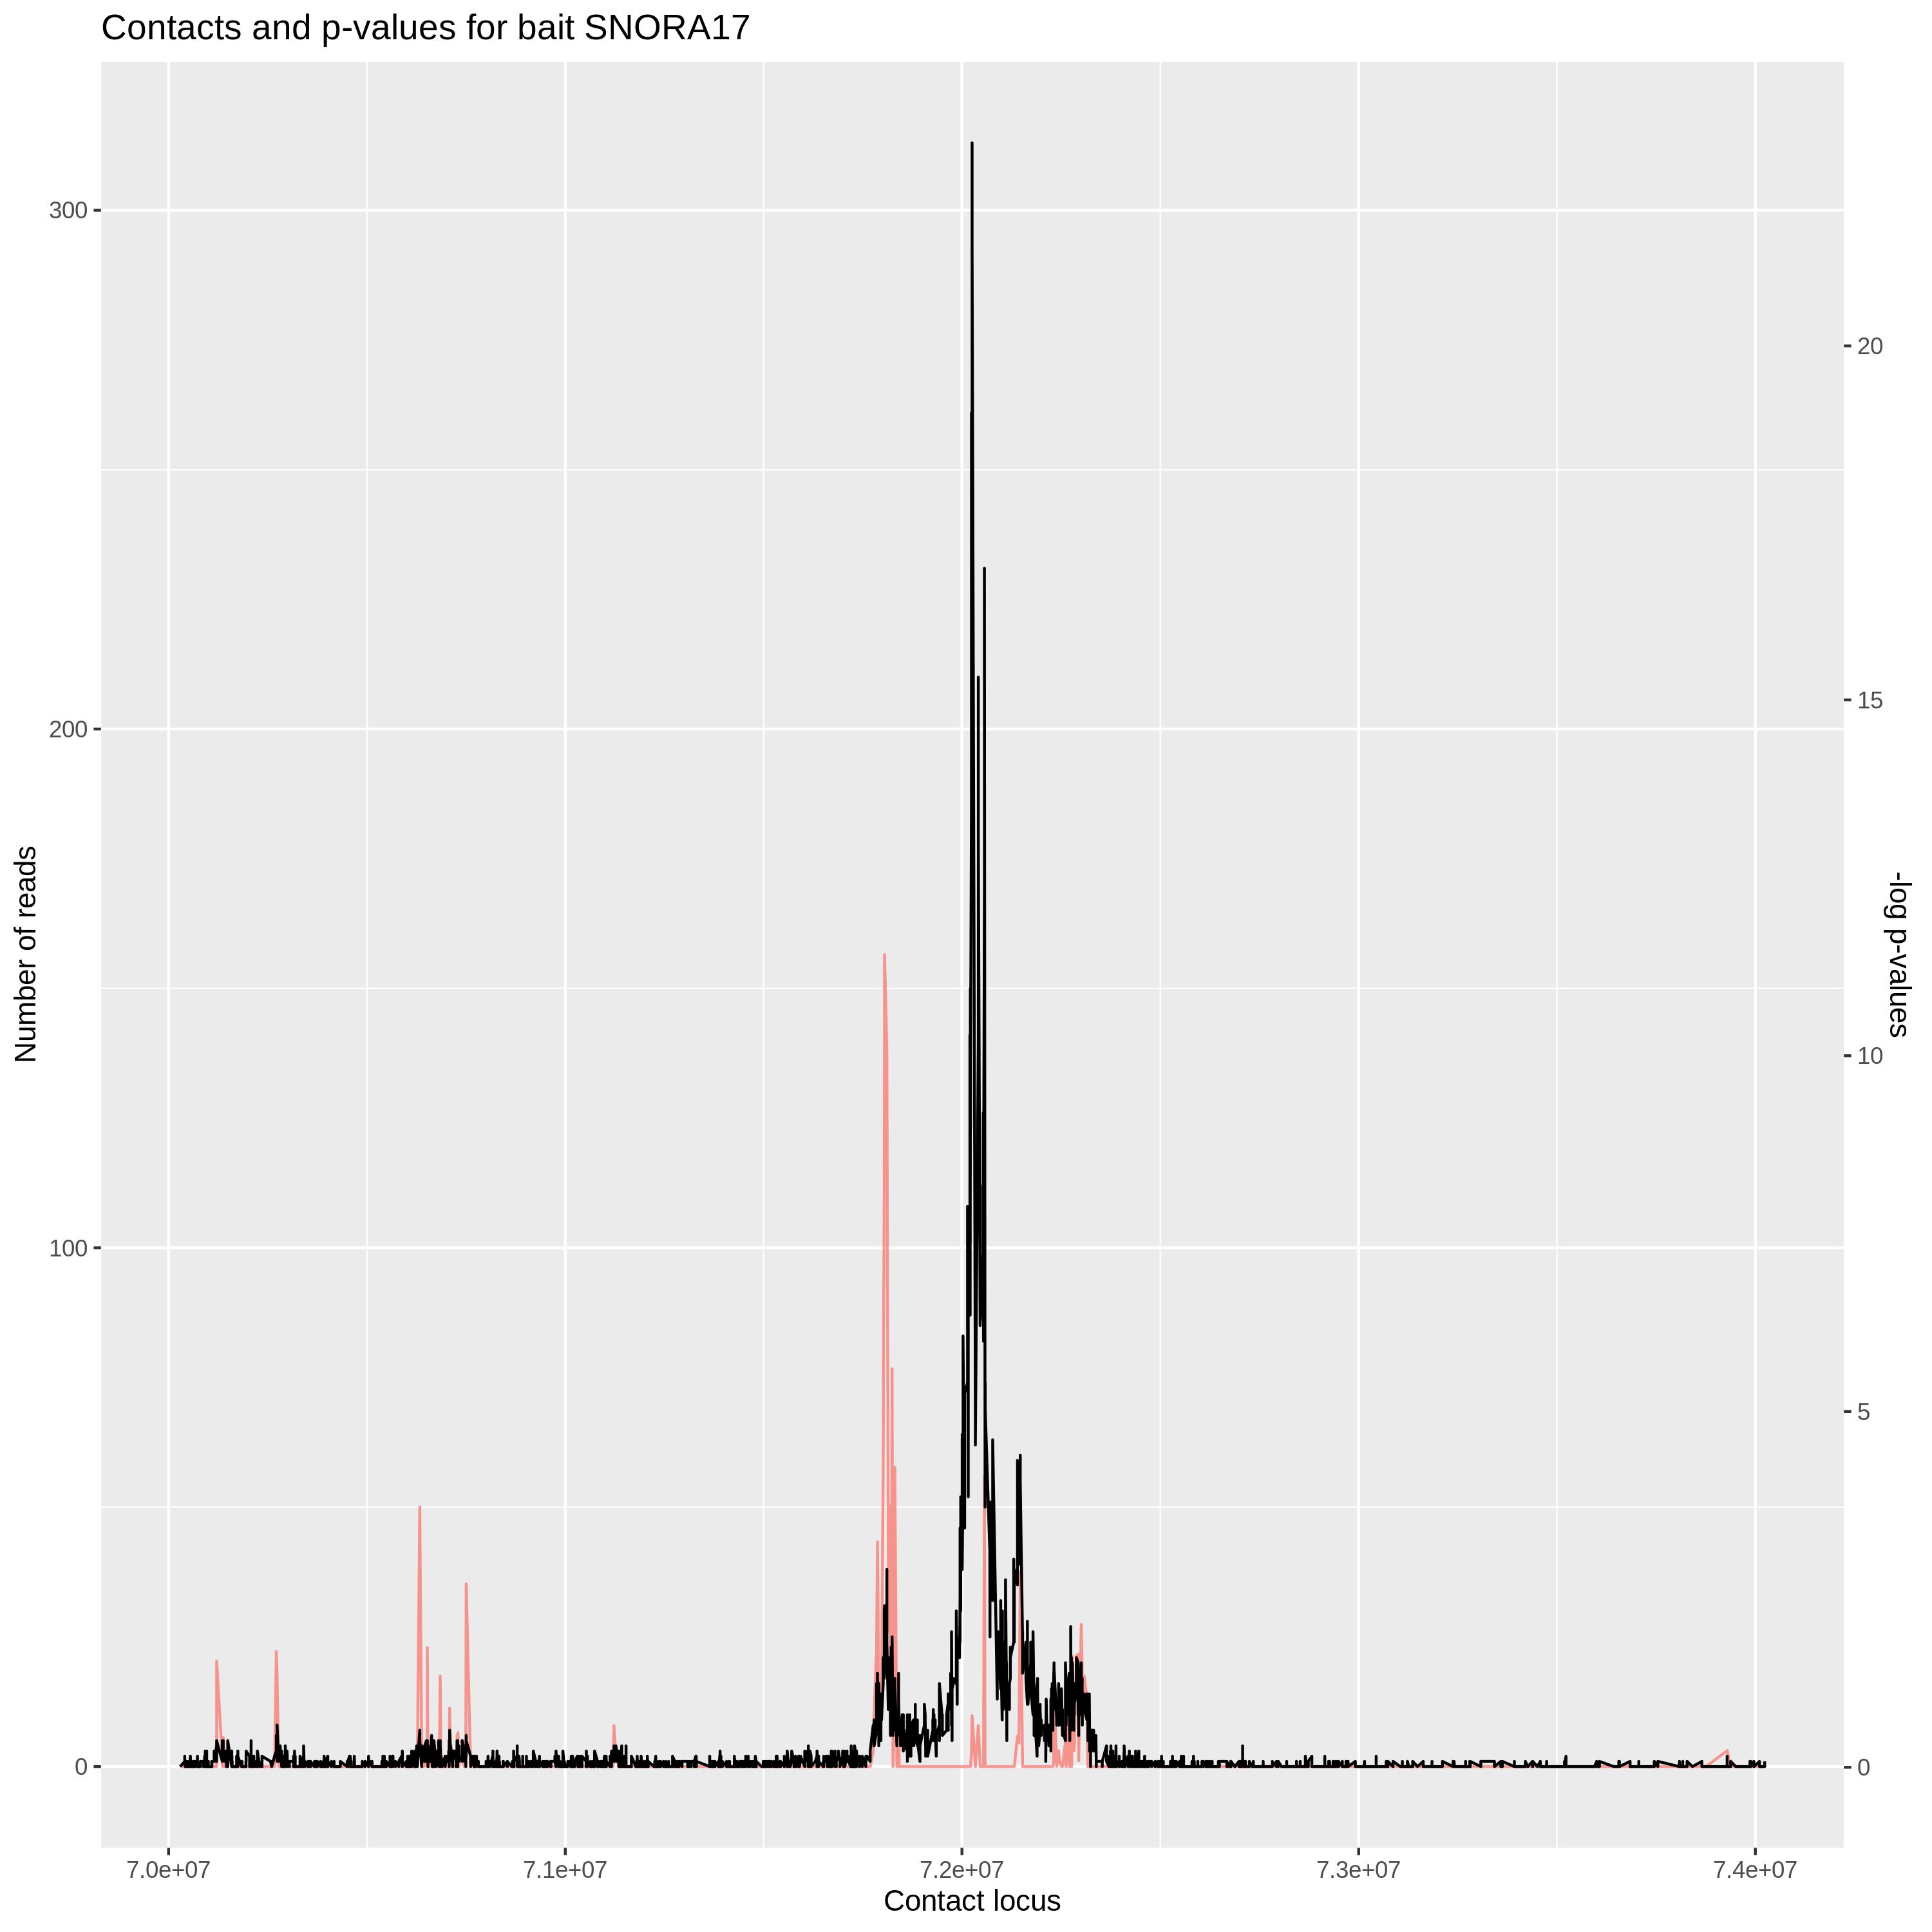 Contacts and p-values for bait SNORA17
300
200
100
0
Number of reads
20
15
10
5
0
-log p-values
7.0e+07 7.1e+07 7.2e+07 7.3e+07 7.4e+07
Contact locus